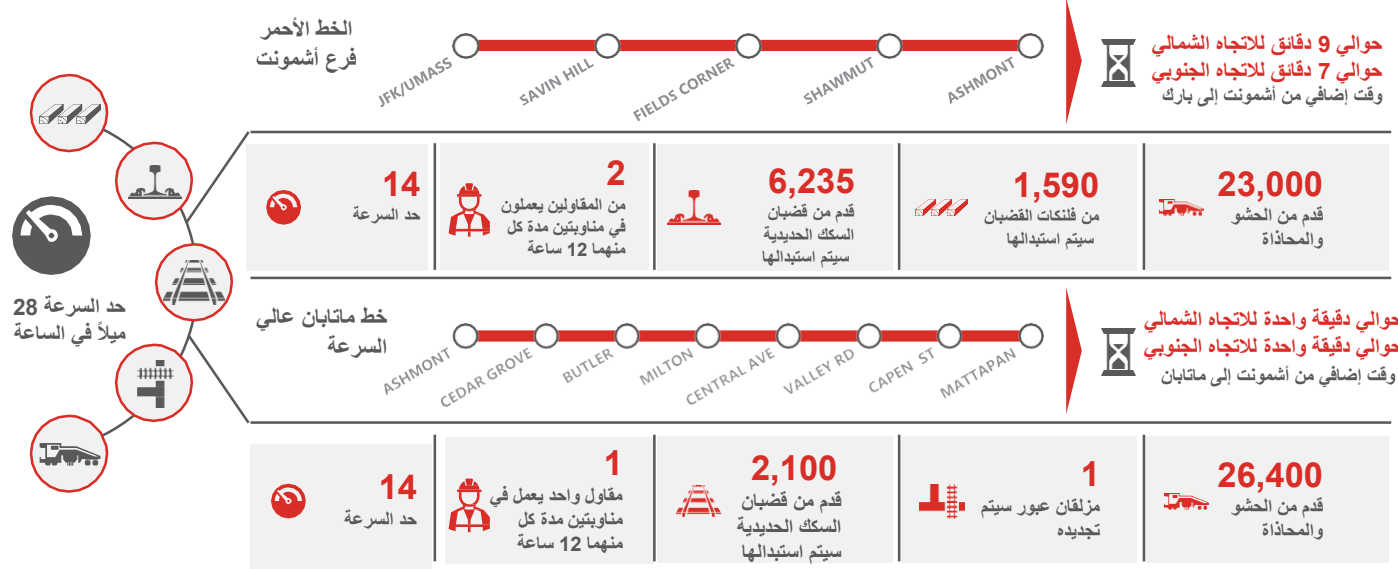 الخط الأحمر
فرع أشمونت
JFK/UMASS
SAVIN HILL
FIELDS CORNER
SHAWMUT
ASHMONT
حوالي 9 دقائق للاتجاه الشمالي
حوالي 7 دقائق للاتجاه الجنوبي
وقت إضافي من أشمونت إلى بارك
14
حد السرعة
2
من المقاولين يعملون
في مناوبتين مدة كل
منهما 12 ساعة
6,235
قدم من قضبان
السكك الحديدية
سيتم استبدالها
1,590
من فلنكات القضبان
سيتم استبدالها
23,000
قدم من الحشو
والمحاذاة
حد السرعة 28
ميلاً في الساعة
خط ماتابان عالي
السرعة
ASHMONT
CEDAR GROVE
BUTLER
MILTON
CENTRAL AVE
VALLEY RD
CAPEN ST
MATTAPAN
حوالي دقيقة واحدة للاتجاه الشمالي
حوالي دقيقة واحدة للاتجاه الجنوبي
وقت إضافي من أشمونت إلى ماتابان
14
حد السرعة
1
مقاول واحد يعمل في
مناوبتين مدة كل
منهما 12 ساعة
2,100
قدم من قضبان
السكك الحديدية
سيتم استبدالها
1
مزلقان عبور سيتم
تجديده
26,400
قدم من الحشو
والمحاذاة